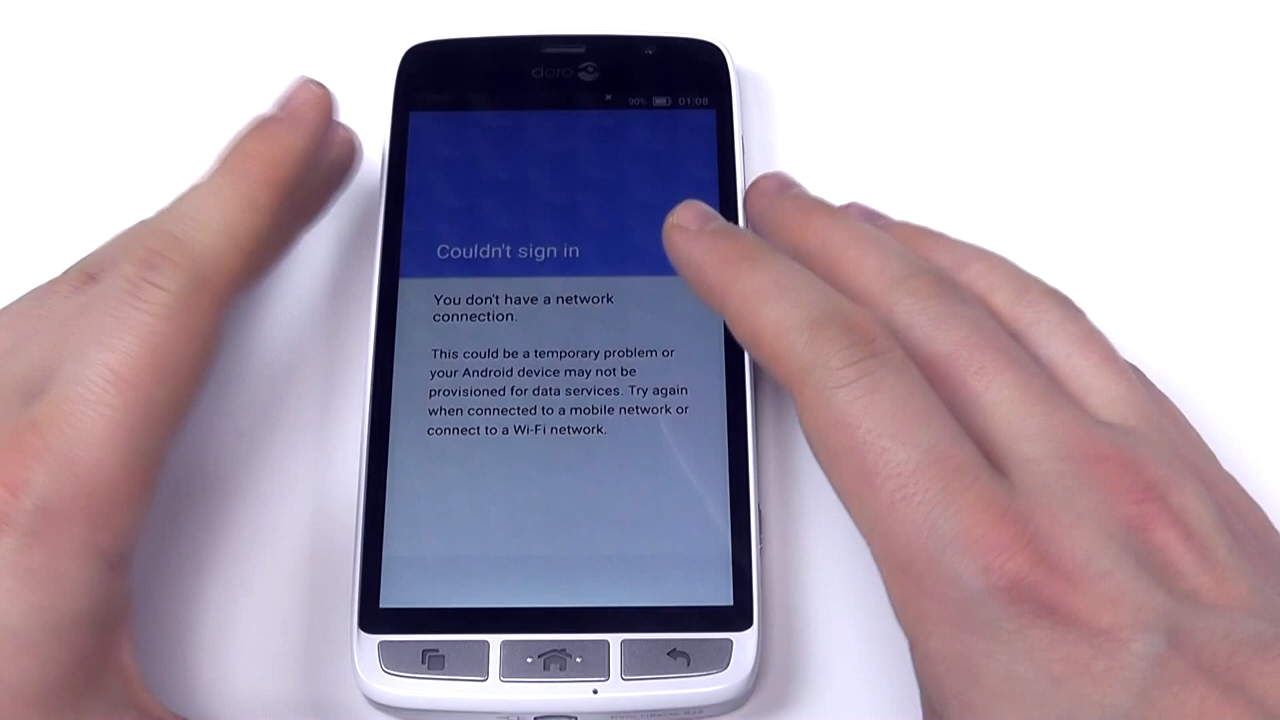 doro
90% 01:08
Couldn't sign in
You don't have a network
connection.
This could be a temporary problem or
your Android device may not be
provisioned for data services. Try again
when connected to a mobile network or
connect to a Wi-Fi network.